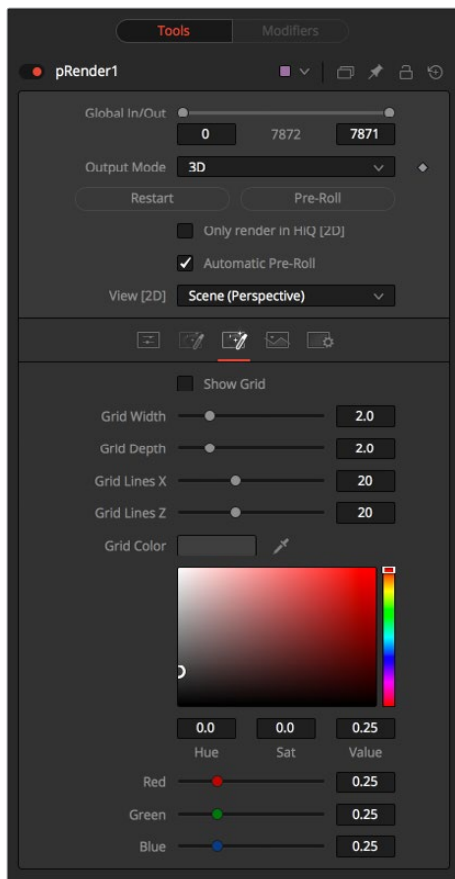 Tools Modifiers
pRender1
Global In/Out
0 7872 7871
Output Mode 3D
Restart Pre-Roll
Only render in HiQ [2D]
Automatic Pre-Roll
View [2D] Scene (Perspective)
Show Grid
Grid Width 2.0
Grid Depth 2.0
Grid Lines X 20
Grid Lines Z 20
Grid Color
0.0 0.0 0.25
Hue Sat Value
Red 0.25
Green 0.25
Blue 0.25